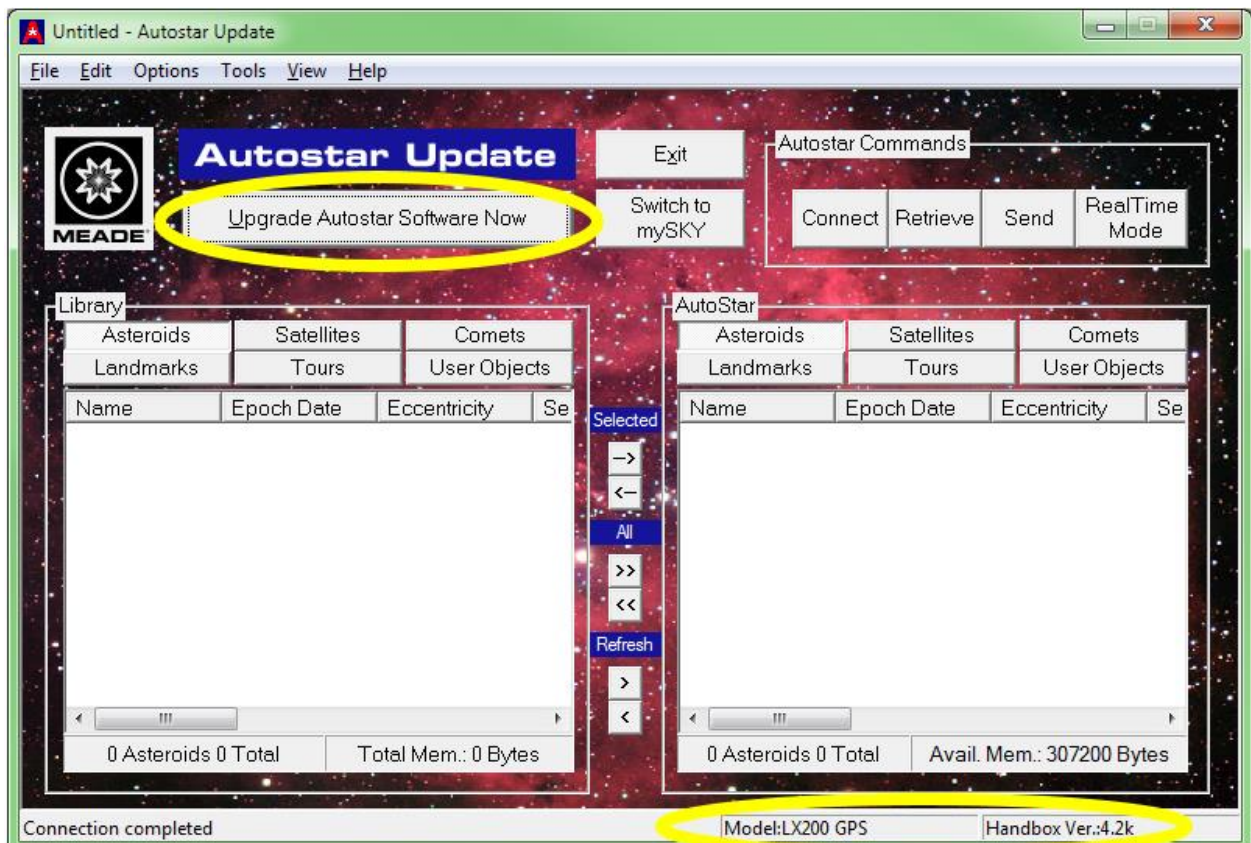 Untitled - Autostar Update
File Edit Options Tools View Help
MEADE
Autostar Update
Upgrade Autostar Software Now
Exit
Switch to
mySKY
Autostar Commands
Connect Retrieve Send RealTime
Mode
Library
Asteroids Satellites Comets
Landmarks Tours User Objects
Name Epoch Date Eccentricity Se
0 Asteroids 0 Total Total Mem.: 0 Bytes
Selected
-->
<--
All
>>
<<
Refresh
>
<
AutoStar
Asteroids Satellites Comets
Landmarks Tours User Objects
Name Epoch Date Eccentricity Se
0 Asteroids 0 Total Avail. Mem.: 307200 Bytes
Connection completed Model:LX200 GPS Handbox Ver.:4.2k